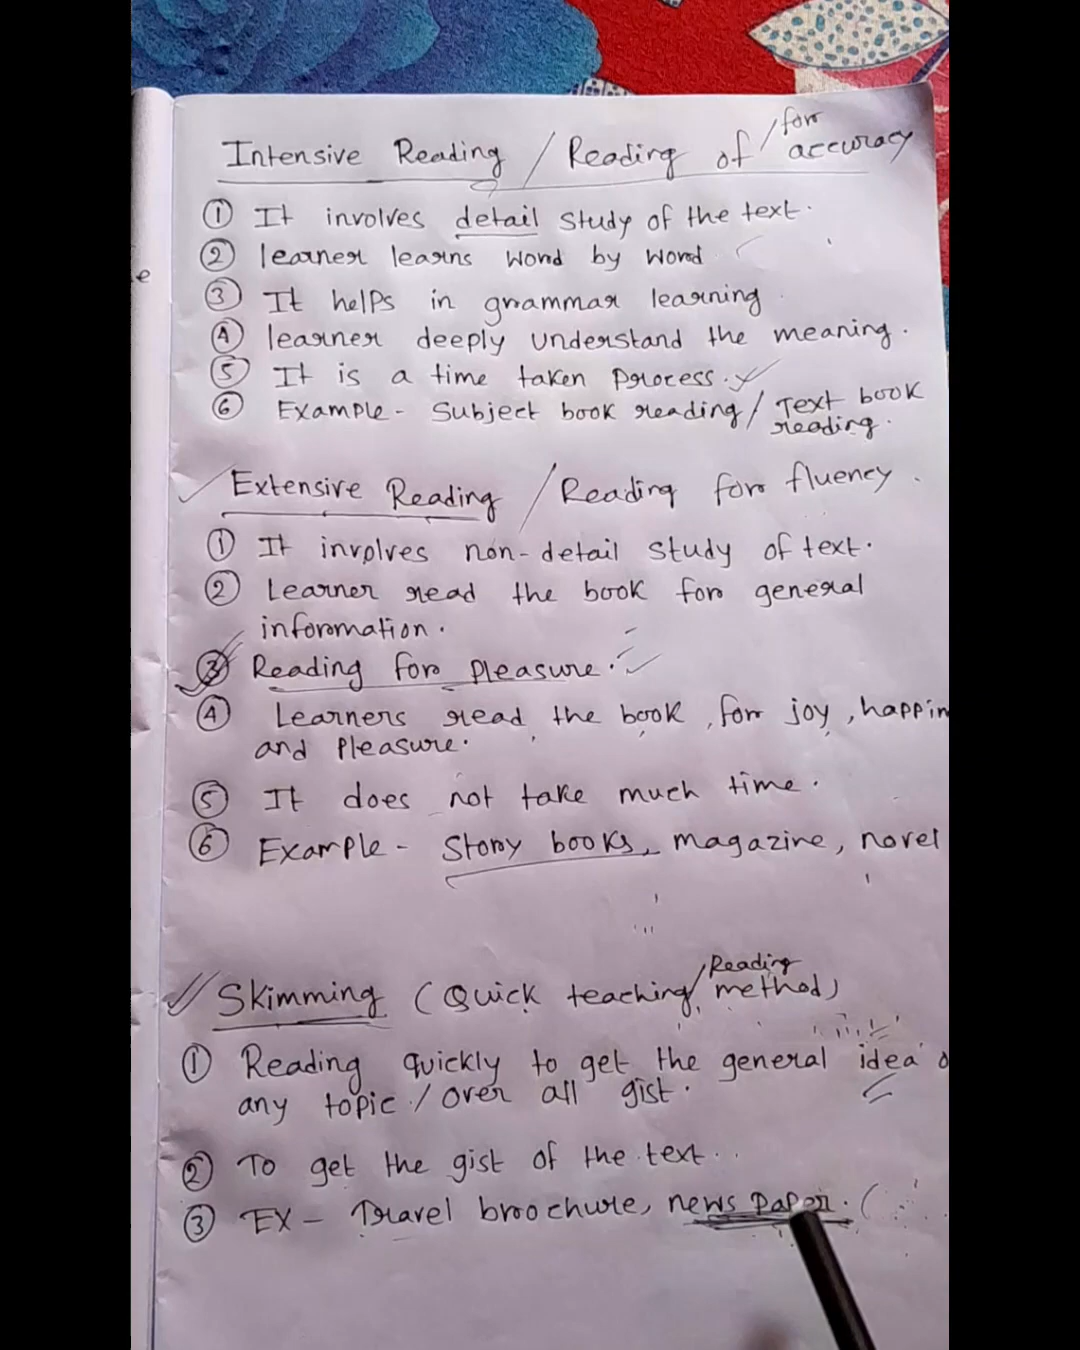 Intensive Reading / Reading of / for accuracy
① It involves detail study of the text.
② learner learns word by word
e
③ It helps in grammar learning
④ learner deeply understand the meaning.
⑤ It is a time taken process.
⑥ Example - Subject book reading / Text book reading.
Extensive Reading / Reading for fluency.
① It involves non-detail study of text.
② Learner read the book for general
information.
③ Reading for pleasure.
④ Learners read the book, for joy, happin
and pleasure.
⑤ It does not take much time.
⑥ Example - Story books, magazine, novel
Skimming (Quick teaching / Reading method)
① Reading quickly to get the general idea o
any topic. / over all gist.
② To get the gist of the text.
③ EX - Travel broochure, news paper. (